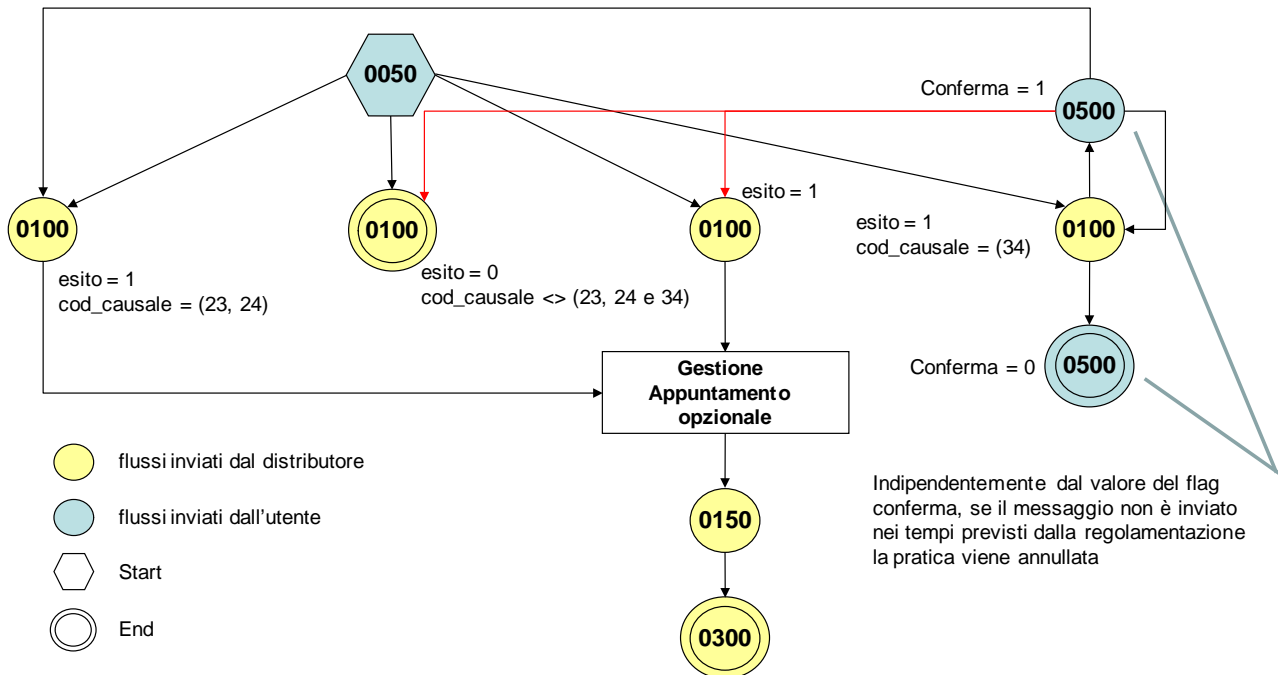 0050
Conferma = 1
0500
0100
esito = 1
cod_causale = (23, 24)
0100
esito = 0
cod_causale <> (23, 24 e 34)
esito = 1
0100
esito = 1
cod_causale = (34)
0100
Conferma = 0
0500
Gestione
Appuntamento
opzionale
0150
0300
flussi inviati dal distributore
flussi inviati dall'utente
Start
End
Indipendentemente dal valore del flag
conferma, se il messaggio non è inviato
nei tempi previsti dalla regolamentazione
la pratica viene annullata